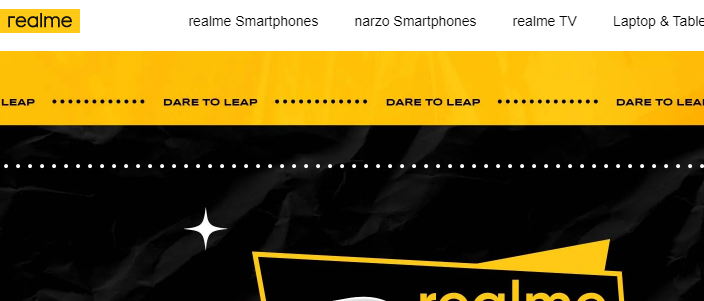 realme realme Smartphones narzo Smartphones realme TV Laptop & Table
LEAP DARE TO LEAP DARE TO LEAP DARE TO LEAP
realme